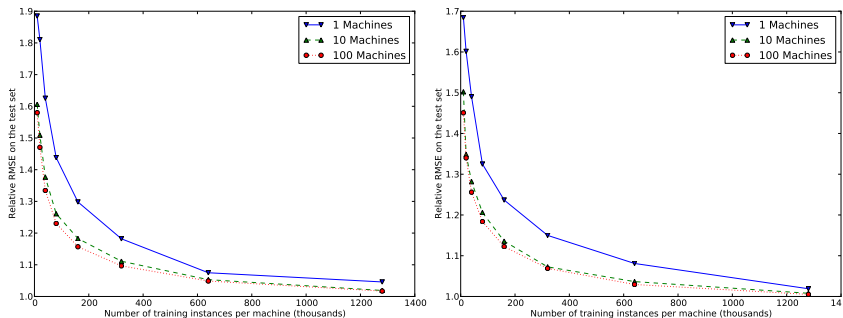 1.9
1.8
1.7
1.6
1.5
1.4
1.3
1.2
1.1
1.0
0 200 400 600 800 1000 1200 1400
Relative RMSE on the test set
Number of training instances per machine (thousands)
1 Machines
10 Machines
100 Machines
1.7
1.6
1.5
1.4
1.3
1.2
1.1
1.0
0 200 400 600 800 1000 1200 1400
Relative RMSE on the test set
Number of training instances per machine (thousands)
1 Machines
10 Machines
100 Machines